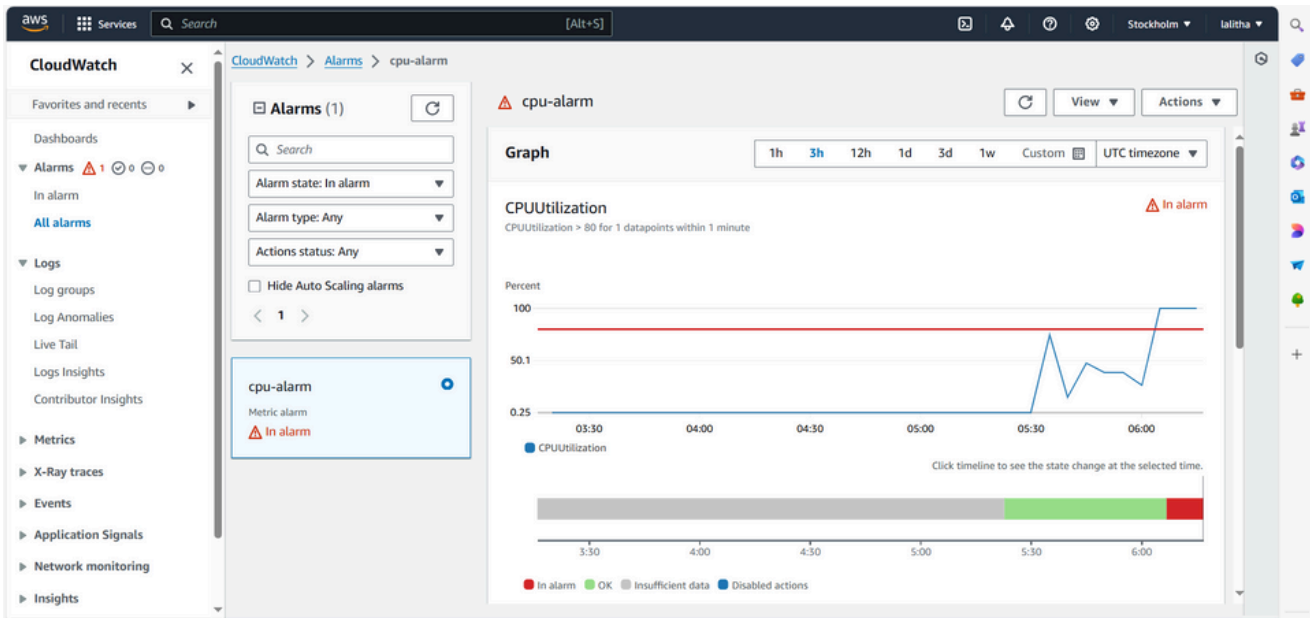 aws Services Search [Alt+S] Stockholm lalitha
CloudWatch
Favorites and recents
Dashboards
Alarms 1 0 0
In alarm
All alarms
Logs
Log groups
Log Anomalies
Live Tail
Logs Insights
Contributor Insights
Metrics
X-Ray traces
Events
Application Signals
Network monitoring
Insights
CloudWatch > Alarms > cpu-alarm
Alarms (1)
Search
Alarm state: In alarm
Alarm type: Any
Actions status: Any
Hide Auto Scaling alarms
< 1 >
cpu-alarm
Metric alarm
In alarm
cpu-alarm View Actions
Graph 1h 3h 12h 1d 3d 1w Custom UTC timezone
CPUUtilization In alarm
CPUUtilization > 80 for 1 datapoints within 1 minute
Percent
100
50.1
0.25
03:30 04:00 04:30 05:00 05:30 06:00
CPUUtilization
Click timeline to see the state change at the selected time.
3:30 4:00 4:30 5:00 5:30 6:00
In alarm OK Insufficient data Disabled actions